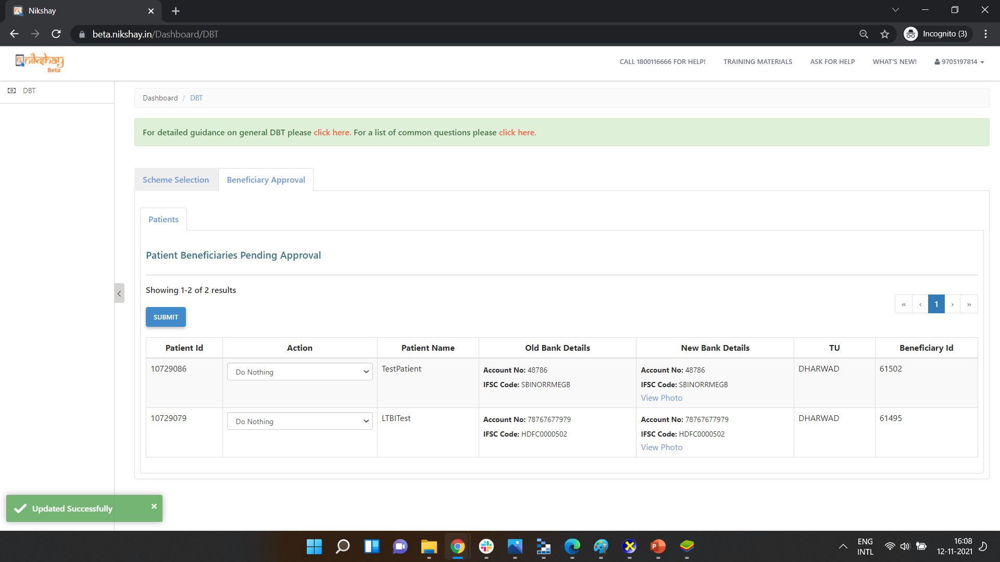 Nikshay
beta.nikshay.in/Dashboard/DBT
Incognito (3)
nikshay
Beta
CALL 1800116666 FOR HELP! TRAINING MATERIALS ASK FOR HELP WHAT'S NEW! 9705197814
DBT
Dashboard / DBT
For detailed guidance on general DBT please click here. For a list of common questions please click here.
Scheme Selection Beneficiary Approval
Patients
Patient Beneficiaries Pending Approval
Showing 1-2 of 2 results
« ‹ 1 › »
SUBMIT
Patient Id Action Patient Name Old Bank Details New Bank Details TU Beneficiary Id
10729086 Do Nothing TestPatient Account No: 48786 Account No: 48786 DHARWAD 61502
IFSC Code: SBINORRMEGB IFSC Code: SBINORRMEGB
View Photo
10729079 Do Nothing LTBITest Account No: 78767677979 Account No: 78767677979 DHARWAD 61495
IFSC Code: HDFC0000502 IFSC Code: HDFC0000502
View Photo
Updated Successfully
ENG
INTL
16:08
12-11-2021